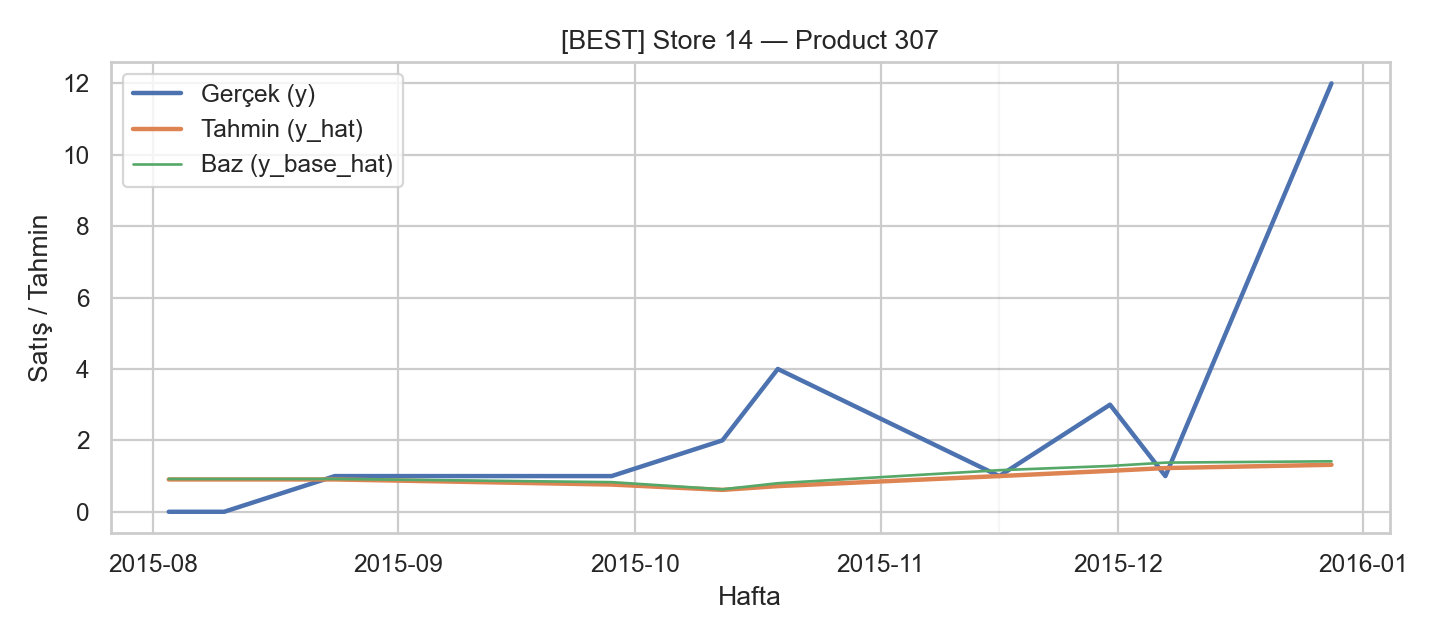 [BEST] Store 14 — Product 307
Gerçek (y)
Tahmin (y_hat)
Baz (y_base_hat)
Satış / Tahmin
12
10
8
6
4
2
0
2015-08
2015-09
2015-10
2015-11
2015-12
2016-01
Hafta